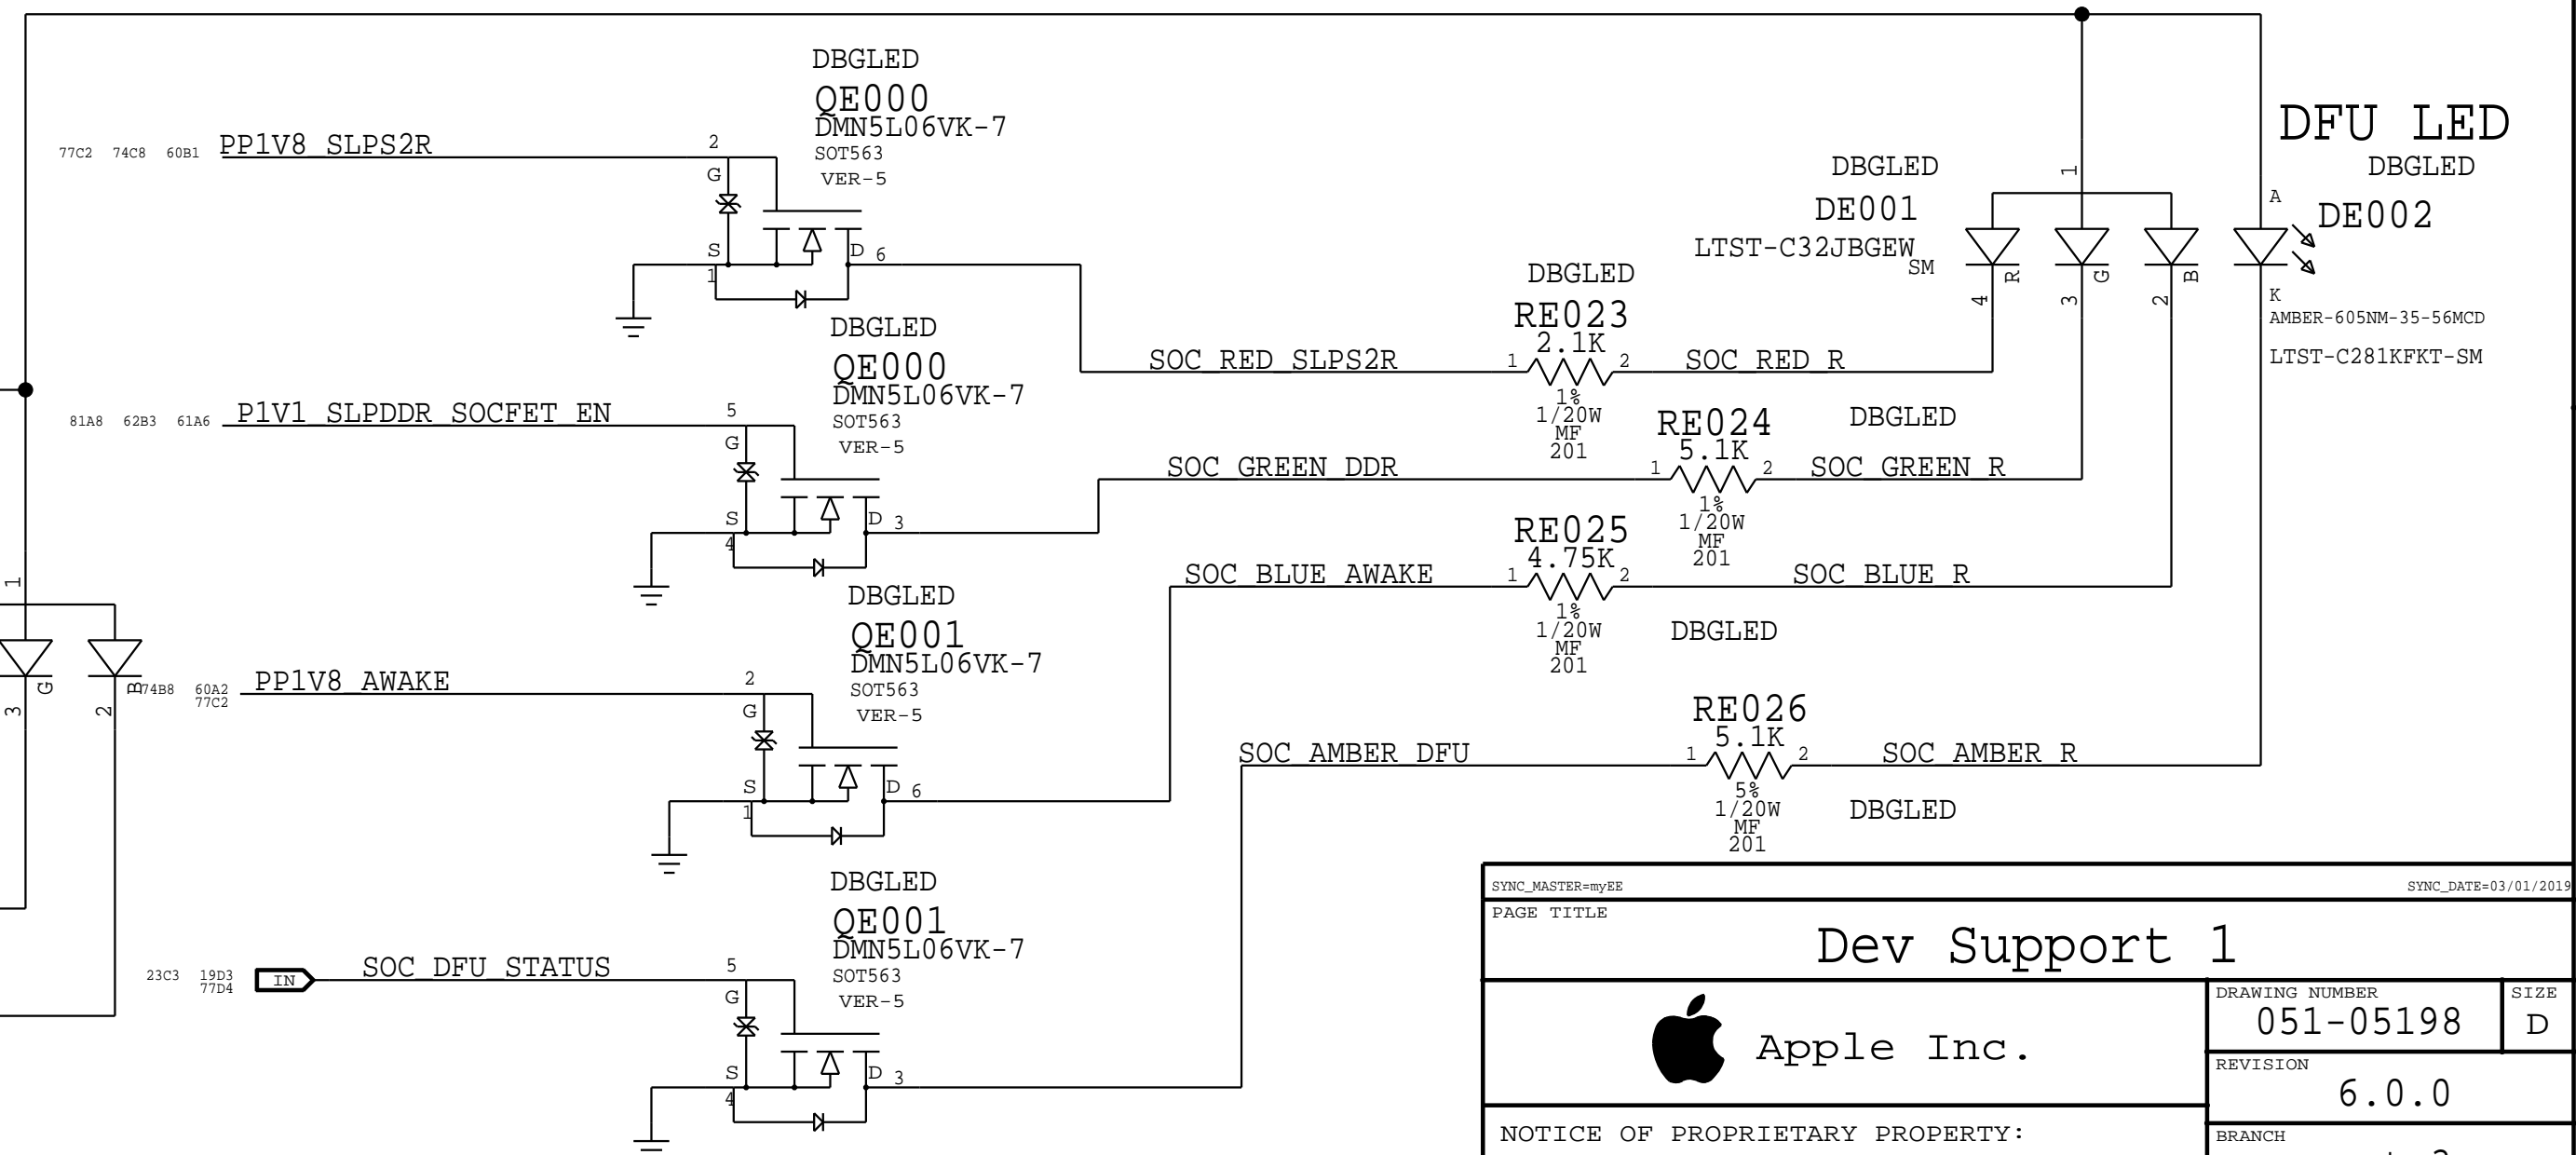 DBGLED
QE000
DMN5L06VK-7
SOT563
VER-5
77C2 74C8 60B1 PP1V8_SLPS2R
2
G
S
1
D 6
DFU LED
DBGLED
DE002
A
K
AMBER-605NM-35-56MCD
LTST-C281KFKT-SM
DBGLED
DE001
LTST-C32JBGEW
SM
1
4 R
3 G
2 B
DBGLED
RE023
2.1K
1 2
1%
1/20W
MF
201
SOC_RED_SLPS2R
SOC_RED_R
DBGLED
QE000
DMN5L06VK-7
SOT563
VER-5
81A8 62B3 61A6 P1V1_SLPDDR_SOCFET_EN
5
G
S
4
D 3
SOC_GREEN_DDR
RE024
5.1K
1 2
1%
1/20W
MF
201
DBGLED
SOC_GREEN_R
SOC_BLUE_AWAKE
RE025
4.75K
1 2
1%
1/20W
MF
201
DBGLED
SOC_BLUE_R
1
3 G
2 B
DBGLED
QE001
DMN5L06VK-7
SOT563
VER-5
74B8 60A2
77C2
PP1V8_AWAKE
2
G
S
1
D 6
SOC_AMBER_DFU
RE026
5.1K
1 2
5%
1/20W
MF
201
DBGLED
SOC_AMBER_R
DBGLED
QE001
DMN5L06VK-7
SOT563
VER-5
23C3 19D3
77D4
IN
SOC_DFU_STATUS
5
G
S
4
D 3
SYNC_MASTER=myEE
SYNC_DATE=03/01/2019
PAGE TITLE
Dev Support 1
Apple Inc.
DRAWING NUMBER
051-05198
SIZE
D
REVISION
6.0.0
NOTICE OF PROPRIETARY PROPERTY:
BRANCH